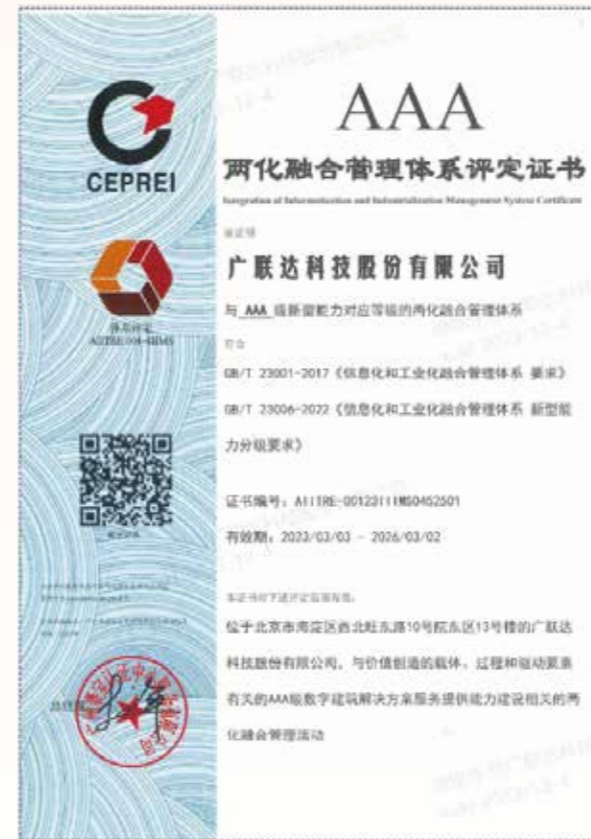 CEPREI
体系评定
AAA
两化融合管理体系评定证书
Integration of Informatization and Industrialization Management System Certificate
兹证明
广联达科技股份有限公司
与 AAA 级新型能力对应等级的两化融合管理体系
符合
GB/T 23001-2017《信息化和工业化融合管理体系 要求》
GB/T 23006-2022《信息化和工业化融合管理体系 新型能
力分级要求》
证书编号：AIITRE-00123IIIMS0452501
有效期：2023/03/03 - 2026/03/02
本证书对下述评定范围有效：
位于北京市海淀区西北旺东路10号院东区13号楼的广联达
科技股份有限公司，与价值创造的载体、过程和驱动要素
有关的AAA级数字建筑解决方案服务提供能力建设相关的两
化融合管理活动